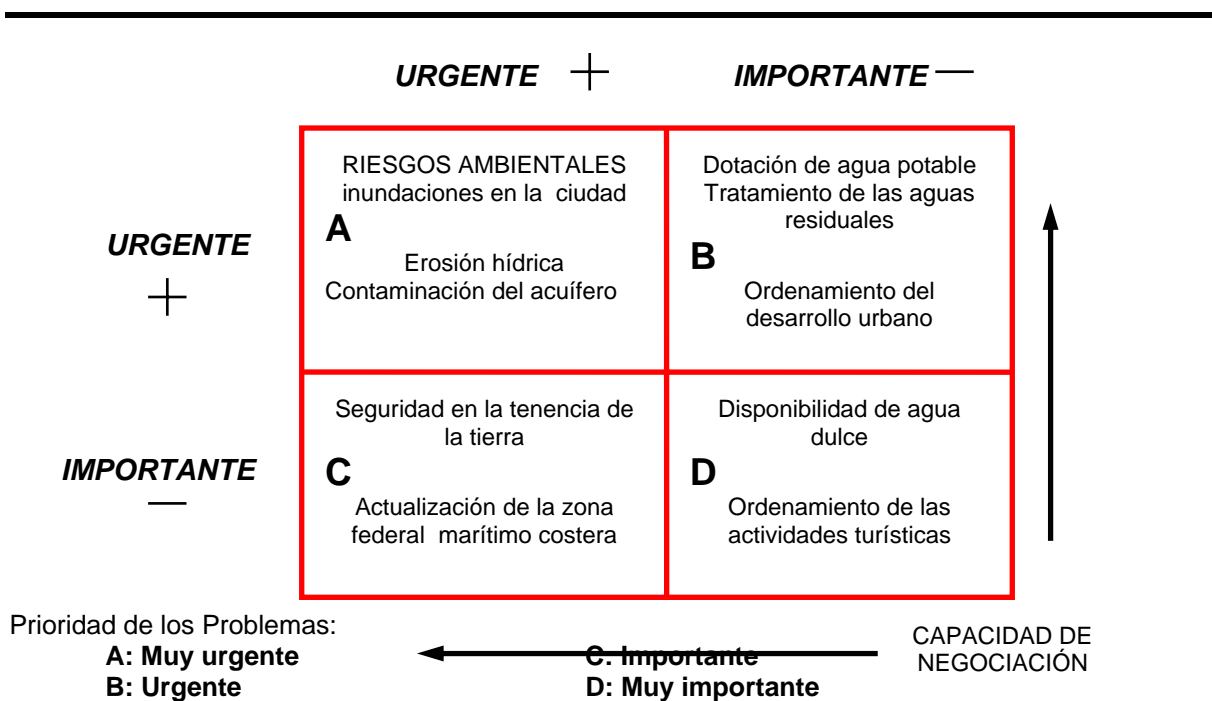 URGENTE + IMPORTANTE —
RIESGOS AMBIENTALES
inundaciones en la ciudad
A
Erosión hídrica
Contaminación del acuífero
Dotación de agua potable
Tratamiento de las aguas
residuales
B
Ordenamiento del
desarrollo urbano
URGENTE
+
Seguridad en la tenencia de
la tierra
C
Actualización de la zona
federal marítimo costera
Disponibilidad de agua
dulce
D
Ordenamiento de las
actividades turísticas
IMPORTANTE
—
Prioridad de los Problemas:
A: Muy urgente
B: Urgente
C: Importante
D: Muy importante
CAPACIDAD DE
NEGOCIACIÓN